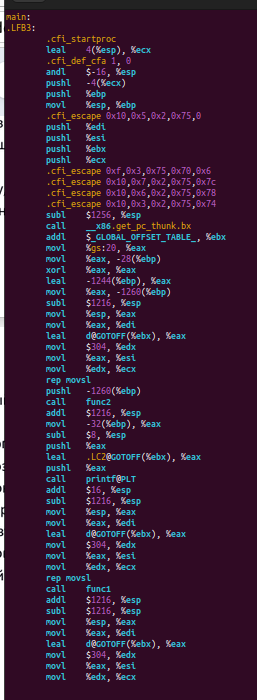 main:
.LFB3:
.cfi_startproc
leal 4(%esp), %ecx
.cfi_def_cfa 1, 0
andl $-16, %esp
pushl -4(%ecx)
pushl %ebp
movl %esp, %ebp
.cfi_escape 0x10,0x5,0x2,0x75,0
pushl %edi
pushl %esi
pushl %ebx
pushl %ecx
.cfi_escape 0xf,0x3,0x75,0x70,0x6
.cfi_escape 0x10,0x7,0x2,0x75,0x7c
.cfi_escape 0x10,0x6,0x2,0x75,0x78
.cfi_escape 0x10,0x3,0x2,0x75,0x74
subl $1256, %esp
call __x86.get_pc_thunk.bx
addl $_GLOBAL_OFFSET_TABLE_, %ebx
movl %gs:20, %eax
movl %eax, -28(%ebp)
xorl %eax, %eax
leal -1244(%ebp), %eax
movl %eax, -1260(%ebp)
subl $1216, %esp
movl %esp, %eax
movl %eax, %edi
leal d@GOTOFF(%ebx), %eax
movl $304, %edx
movl %eax, %esi
movl %edx, %ecx
rep movsl
pushl -1260(%ebp)
call func2
addl $1216, %esp
movl %eax, -32(%ebp)
subl $8, %esp
pushl %eax
leal .LC2@GOTOFF(%ebx), %eax
pushl %eax
call printf@PLT
addl $16, %esp
subl $1216, %esp
movl %esp, %eax
movl %eax, %edi
leal d@GOTOFF(%ebx), %eax
movl $304, %edx
movl %eax, %esi
movl %edx, %ecx
rep movsl
call func1
addl $1216, %esp
subl $1216, %esp
movl %esp, %eax
movl %eax, %edi
leal d@GOTOFF(%ebx), %eax
movl $304, %edx
movl %eax, %esi
movl %edx, %ecx